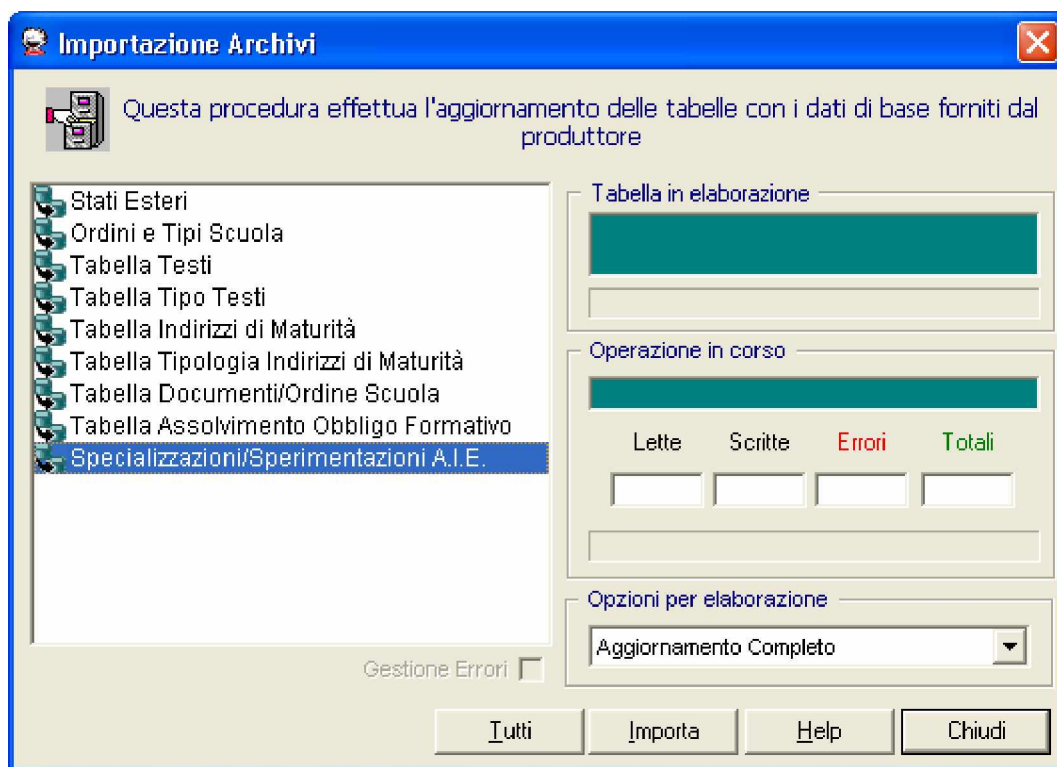 Importazione Archivi
Questa procedura effettua l'aggiornamento delle tabelle con i dati di base forniti dal
produttore
Stati Esteri
Ordini e Tipi Scuola
Tabella Testi
Tabella Tipo Testi
Tabella Indirizzi di Maturità
Tabella Tipologia Indirizzi di Maturità
Tabella Documenti/Ordine Scuola
Tabella Assolvimento Obbligo Formativo
Specializzazioni/Sperimentazioni A.I.E.
Gestione Errori
Tabella in elaborazione
Operazione in corso
Lette Scritte Errori Totali
Opzioni per elaborazione
Aggiornamento Completo
Tutti Importa Help Chiudi